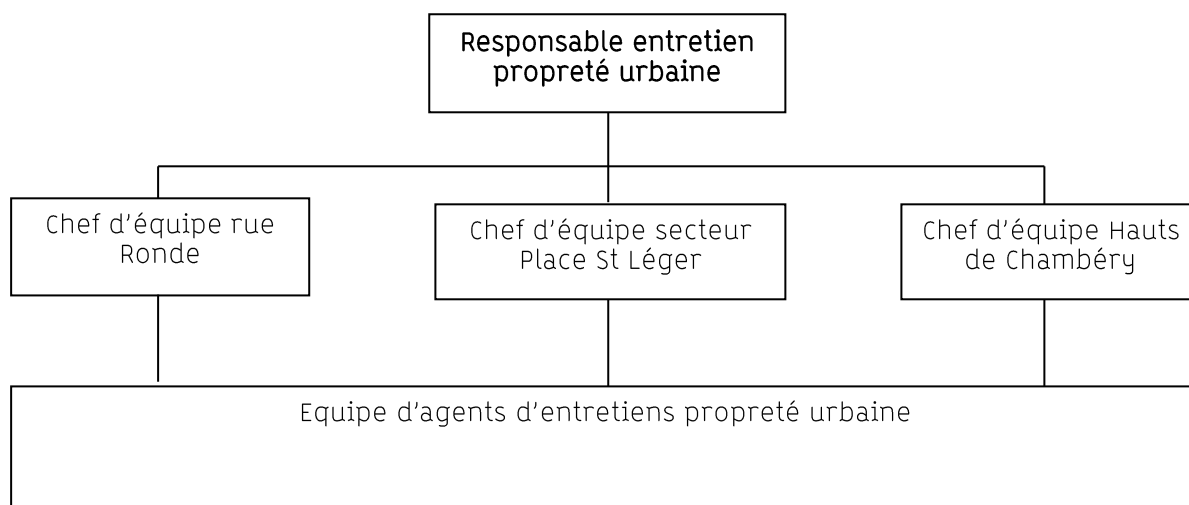 Responsable entretien
propreté urbaine
Chef d'équipe rue
Ronde
Chef d'équipe secteur
Place St Léger
Chef d'équipe Hauts
de Chambéry
Equipe d'agents d'entretiens propreté urbaine